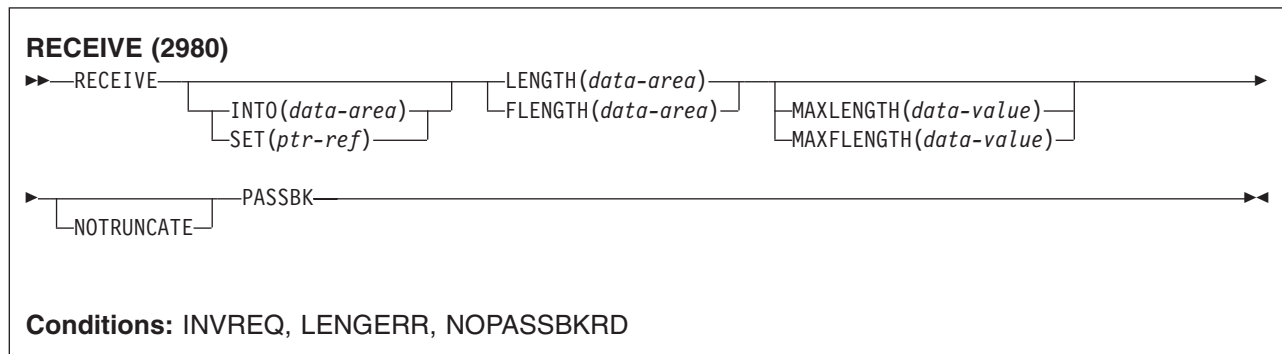 RECEIVE (2980)
RECEIVE LENGTH(data-area)
INTO(data-area) FLENGTH(data-area) MAXLENGTH(data-value)
SET(ptr-ref) MAXFLENGTH(data-value)
PASSBK
NOTRUNCATE
Conditions: INVREQ, LENGERR, NOPASSBKRD